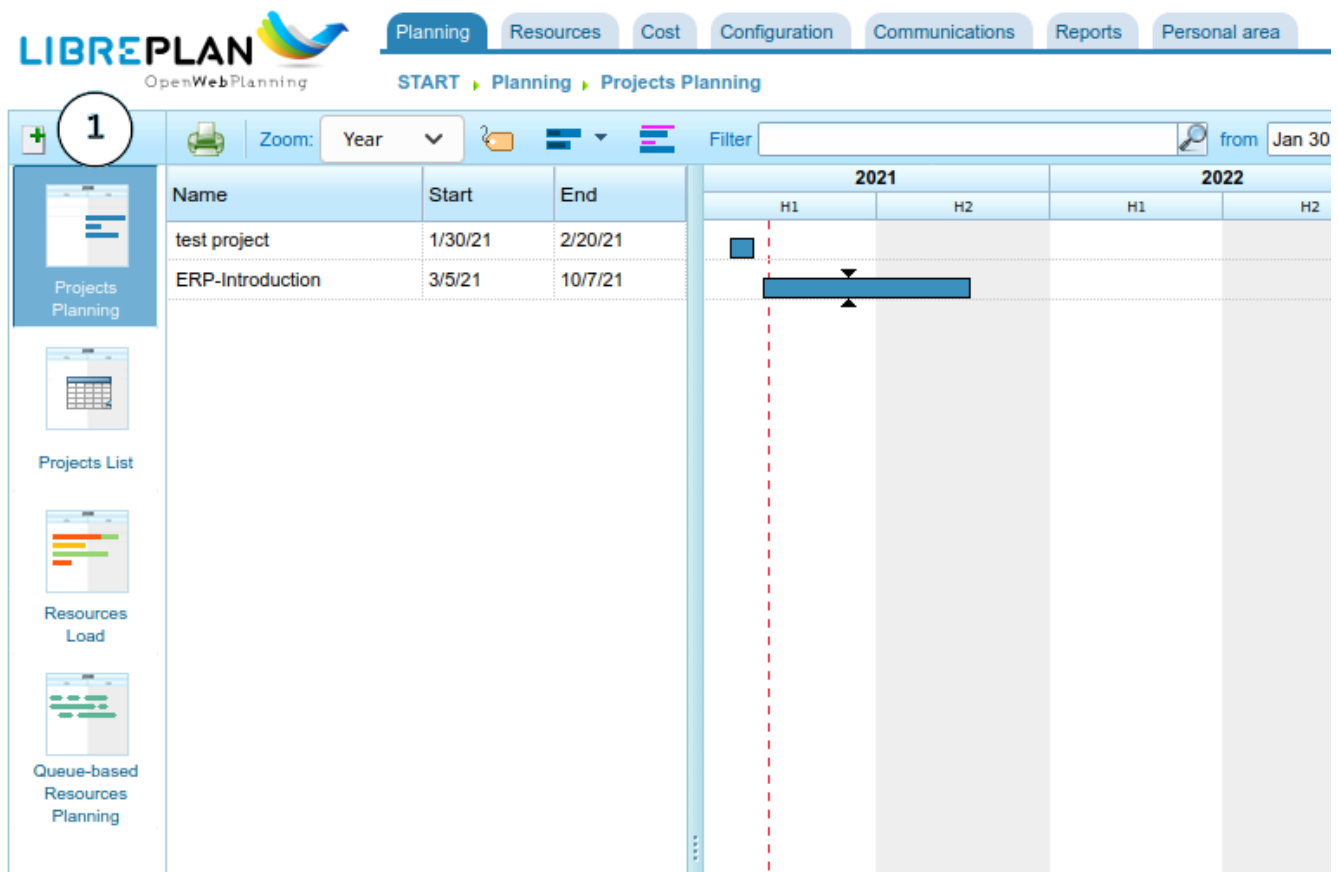 LIBREPLAN
OpenWebPlanning
Planning Resources Cost Configuration Communications Reports Personal area
START Planning Projects Planning
1
Zoom: Year Filter from Jan 30
Name Start End 2021 2022
H1 H2 H1 H2
test project 1/30/21 2/20/21
ERP-Introduction 3/5/21 10/7/21
Projects
Planning
Projects List
Resources
Load
Queue-based
Resources
Planning